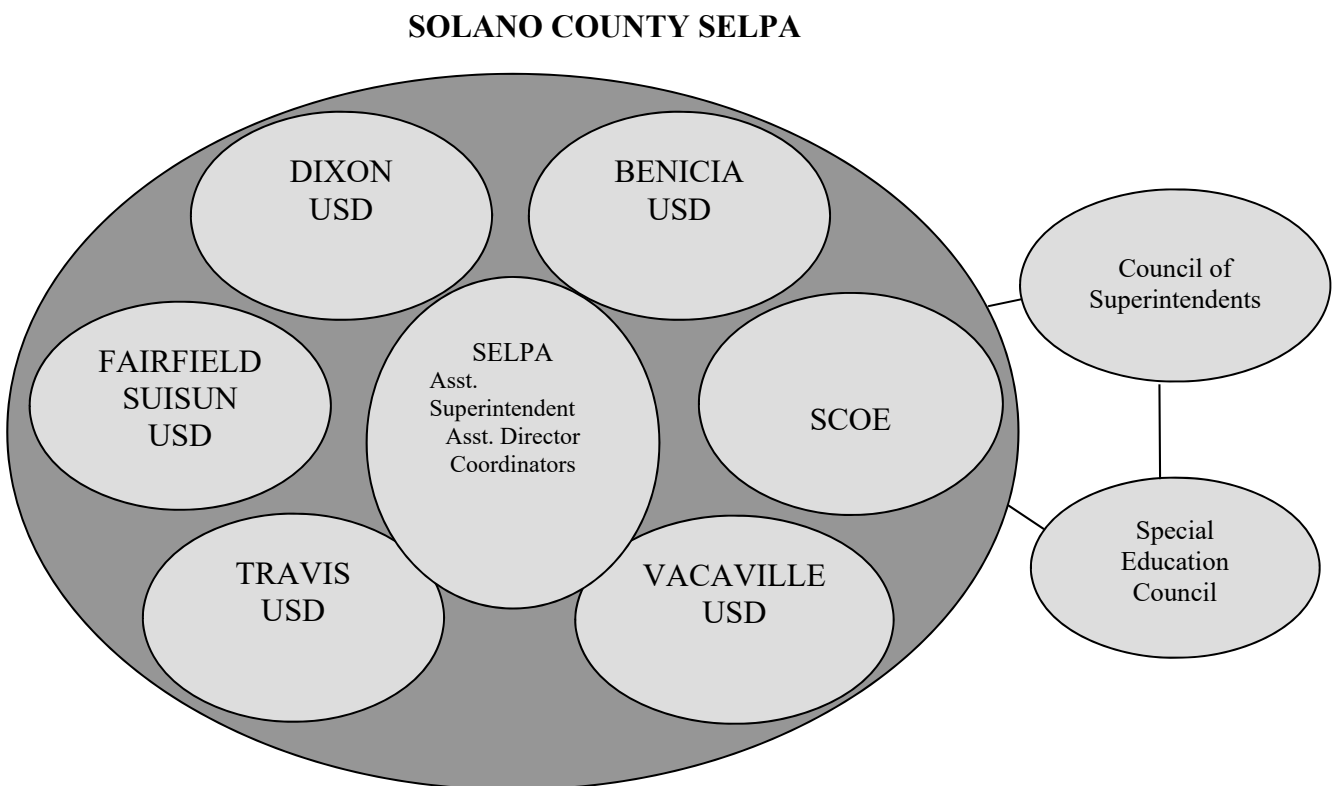 SOLANO COUNTY SELPA
DIXON
USD
BENICIA
USD
Council of
Superintendents
FAIRFIELD
SUISUN
USD
SELPA
Asst.
Superintendent
Asst. Director
Coordinators
SCOE
Special
Education
Council
TRAVIS
USD
VACAVILLE
USD